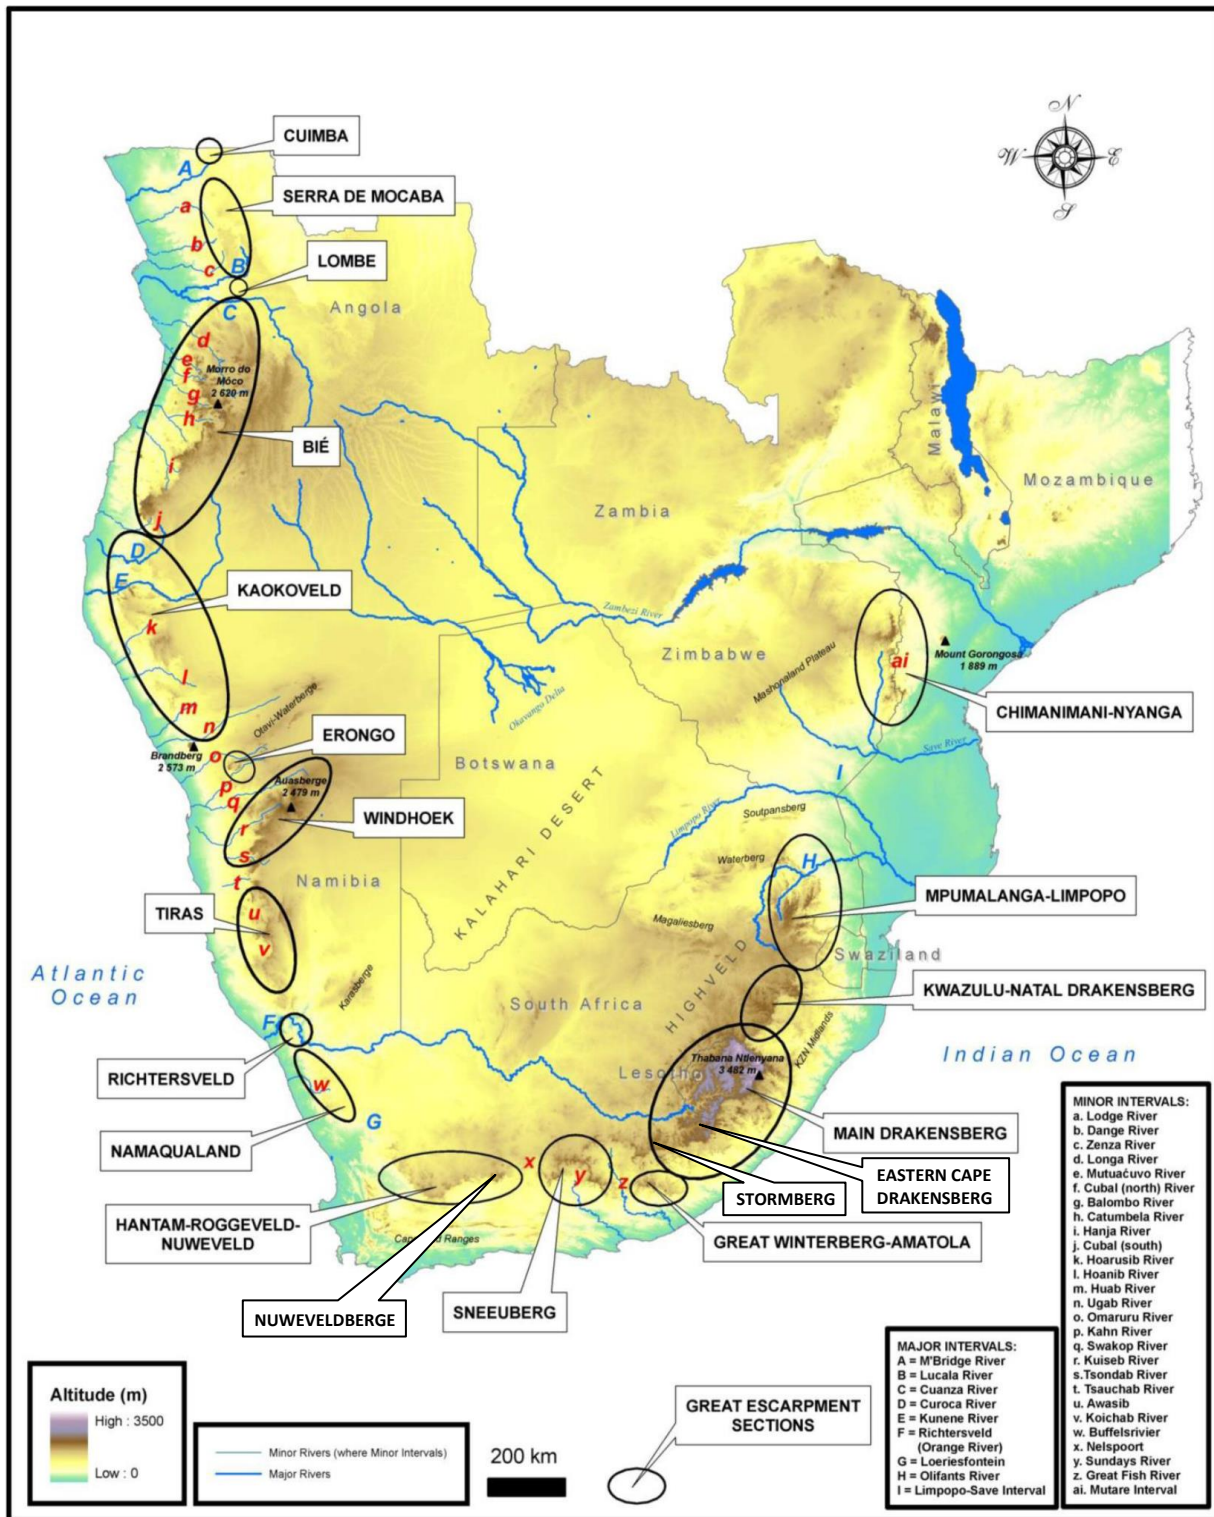 N
W
E
S
CUIMBA
A
SERRA DE MOCABA
a
b
c
B
LOMBE
C
Angola
d
e
f
Morro do
Móco
2 620 m
g
h
BIÉ
i
j
Malawi
Mozambique
Zambia
D
E
KAOKOVELD
k
Zambezi River
Zimbabwe
Mashonaland Plateau
ai
Mount Gorongosa
1 889 m
CHIMANIMANI-NYANGA
l
m
n
Otavi-Waterberge
Okavango Delta
Save River
Brandberg
2 573 m
o
ERONGO
Botswana
I
p
q
Auasberge
2 479 m
r
WINDHOEK
s
KALAHARI DESERT
Limpopo River
Soutpansberg
Waterberg
H
t
Namibia
TIRAS
u
v
MPUMALANGA-LIMPOPO
Magaliesberg
Swaziland
HIGHVELD
Atlantic
Ocean
Karasberge
South Africa
KWAZULU-NATAL DRAKENSBERG
F
KZN Midlands
Indian Ocean
RICHTERSVELD
Thabana Ntlenyana
3 482 m
Lesotho
w
G
NAMAQUALAND
MAIN DRAKENSBERG
x
y
z
STORMBERG
EASTERN CAPE
DRAKENSBERG
HANTAM-ROGGEVELD-
NUWEVELD
Ranges
GREAT WINTERBERG-AMATOLA
NUWEVELDBERGE
SNEEUBERG
MINOR INTERVALS:
a. Lodge River
b. Dange River
c. Zenza River
d. Longa River
e. Mutuaćuvo River
f. Cubal (north) River
g. Balombo River
h. Catumbela River
i. Hanja River
j. Cubal (south)
k. Hoarusib River
l. Hoanib River
m. Huab River
n. Ugab River
o. Omaruru River
p. Kahn River
q. Swakop River
r. Kuiseb River
s.Tsondab River
t. Tsauchab River
u. Awasib
v. Koichab River
w. Buffelsrivier
x. Nelspoort
y. Sundays River
z. Great Fish River
ai. Mutare Interval
MAJOR INTERVALS:
A = M'Bridge River
B = Lucala River
C = Cuanza River
D = Curoca River
E = Kunene River
F = Richtersveld
(Orange River)
G = Loeriesfontein
H = Olifants River
I = Limpopo-Save Interval
Altitude (m)
High : 3500
Low : 0
Minor Rivers (where Minor Intervals)
Major Rivers
200 km
GREAT ESCARPMENT
SECTIONS